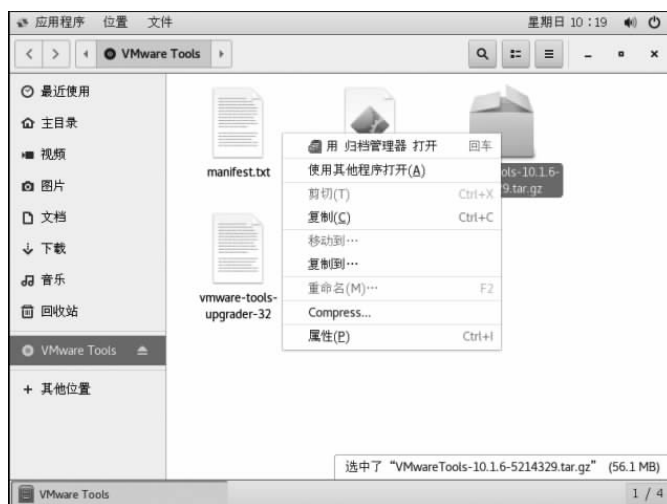 应用程序 位置 文件 星期日 10：19
VMware Tools
最近使用
主目录
视频
图片
文档
下载
音乐
回收站
VMware Tools
+ 其他位置
manifest.txt
ols-10.1.6-
9.tar.gz
vmware-tools-
upgrader-32
用 归档管理器 打开 回车
使用其他程序打开(A)
剪切(T) Ctrl+X
复制(C) Ctrl+C
移动到…
复制到…
重命名(M)… F2
Compress...
属性(P) Ctrl+I
选中了“VMwareTools-10.1.6-5214329.tar.gz” (56.1 MB)
VMware Tools 1 / 4